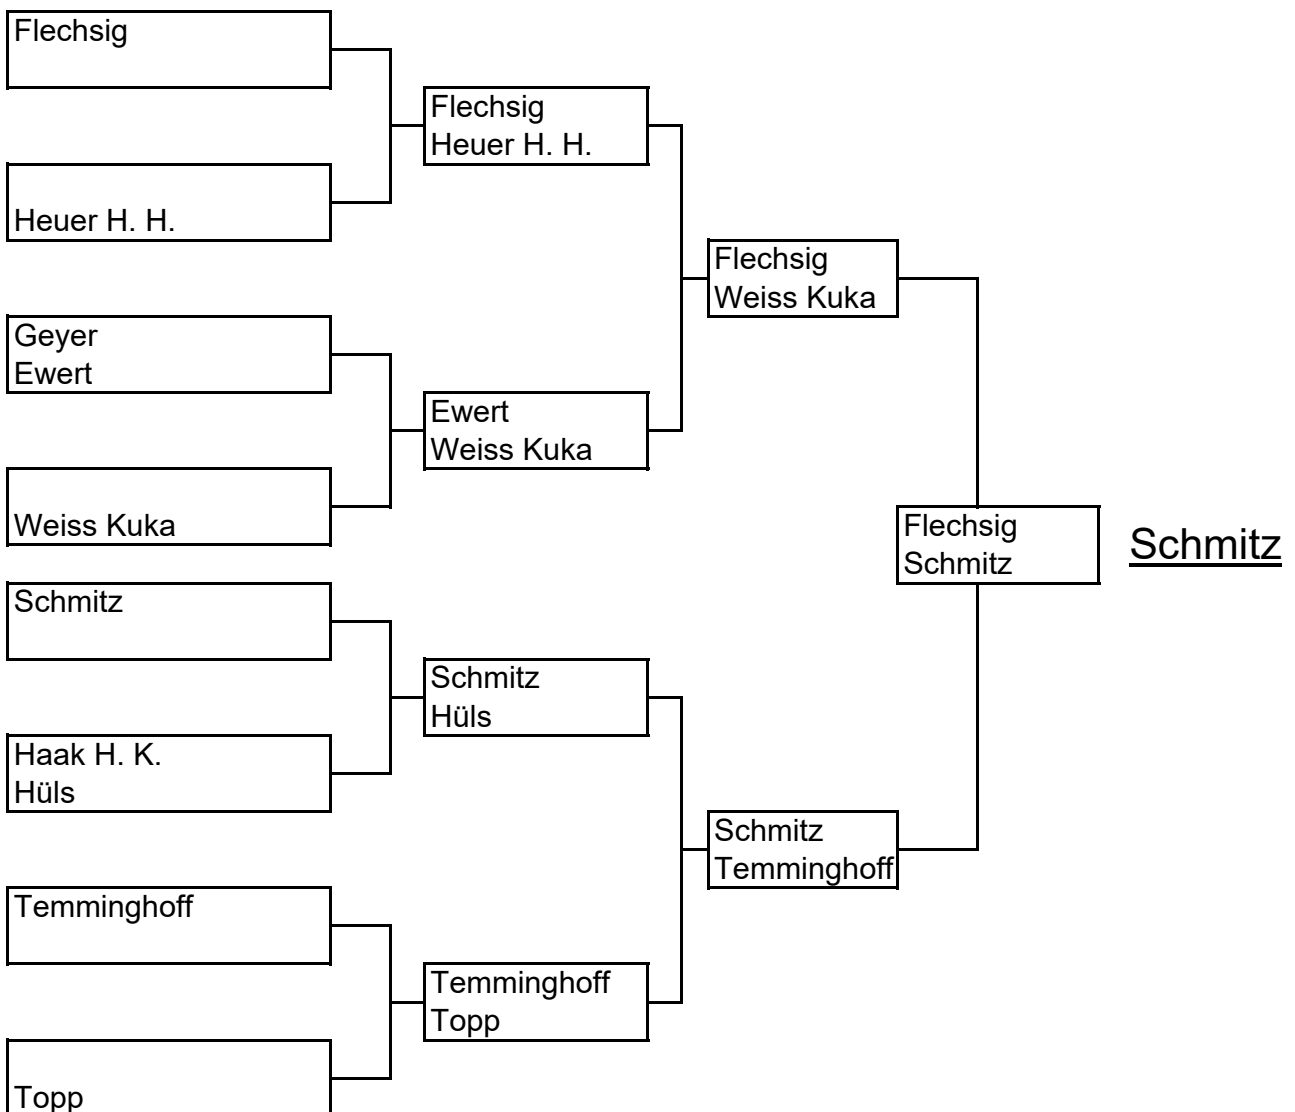 Flechsig
Heuer H. H.
Geyer
Ewert
Weiss Kuka
Schmitz
Haak H. K.
Hüls
Temminghoff
Topp
Flechsig
Heuer H. H.
Ewert
Weiss Kuka
Schmitz
Hüls
Temminghoff
Topp
Flechsig
Weiss Kuka
Schmitz
Temminghoff
Flechsig
Schmitz
Schmitz